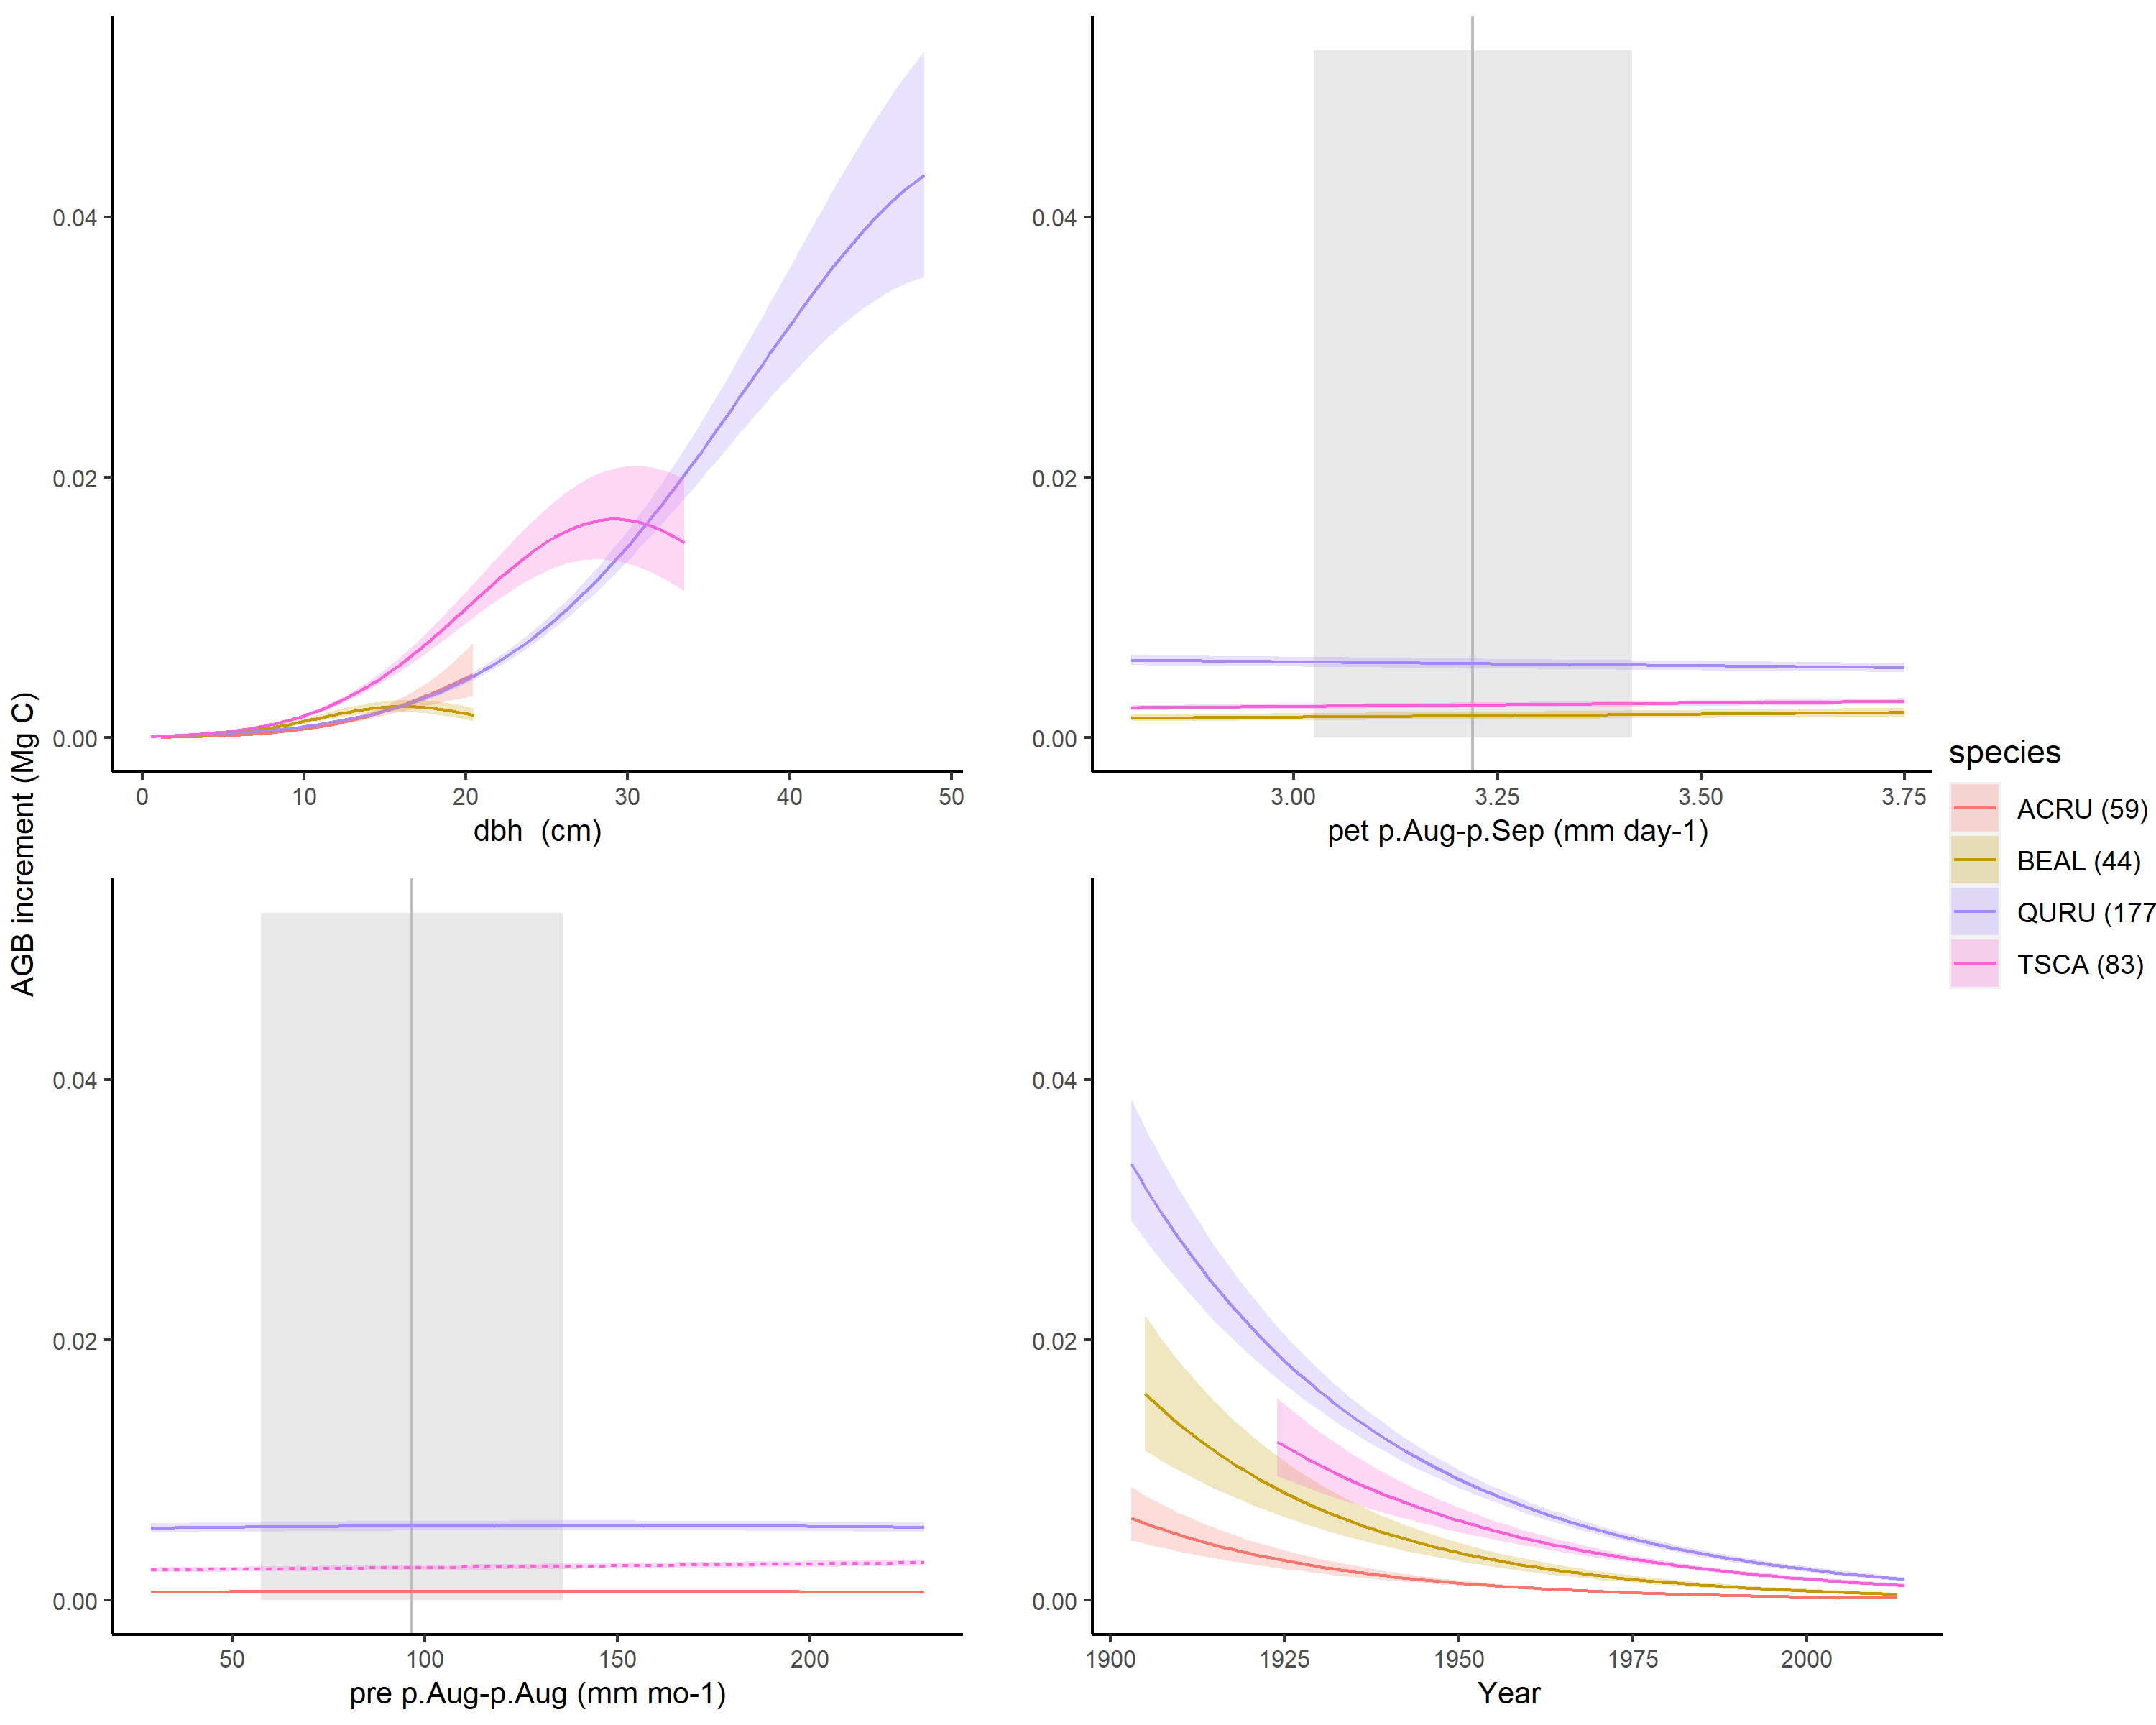 AGB increment (Mg C)
0.04
0.02
0.00
0 10 20 30 40 50
dbh (cm)
0.04
0.02
0.00
3.00 3.25 3.50 3.75
pet p.Aug-p.Sep (mm day-1)
0.04
0.02
0.00
50 100 150 200
pre p.Aug-p.Aug (mm mo-1)
0.04
0.02
0.00
1900 1925 1950 1975 2000
Year
species
ACRU (59)
BEAL (44)
QURU (177
TSCA (83)